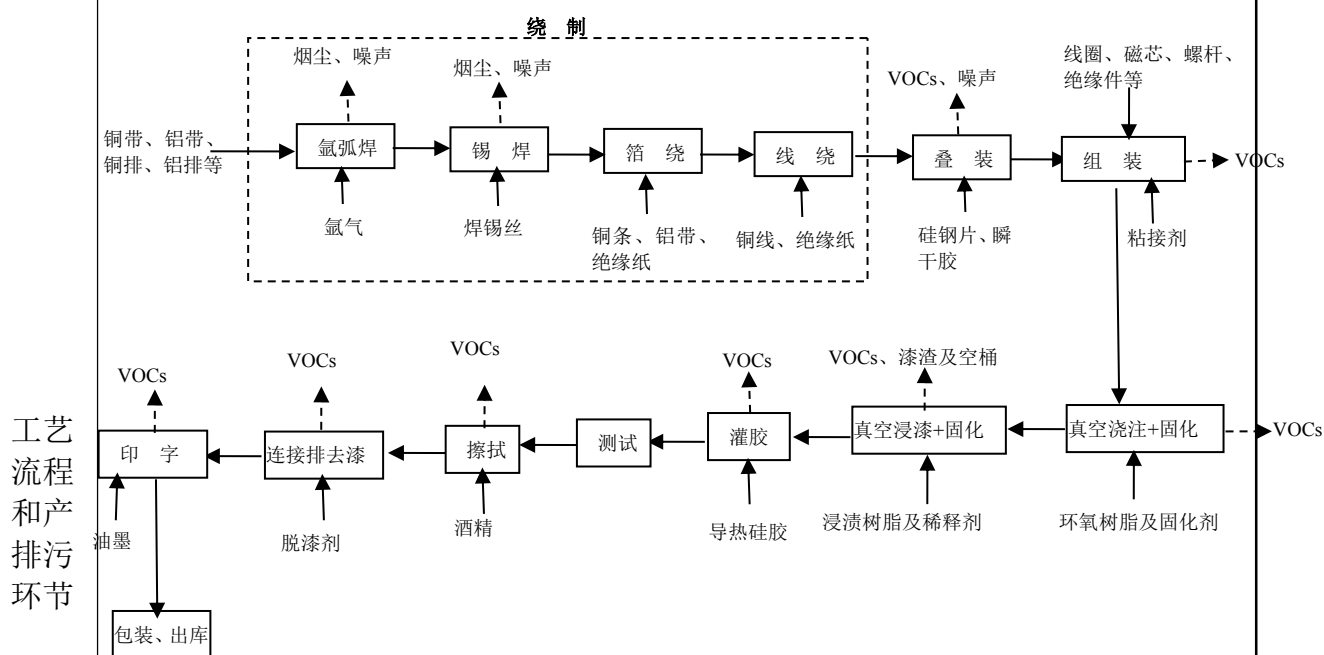 绕 制
烟尘、噪声
烟尘、噪声
VOCs、噪声
线圈、磁芯、螺杆、
绝缘件等
铜带、铝带、
铜排、铝排等
氩弧焊
锡 焊
箔 绕
线 绕
叠 装
组 装
VOCs
氩气
焊锡丝
铜条、铝带、
绝缘纸
铜线、绝缘纸
硅钢片、瞬
干胶
粘接剂
VOCs
VOCs
VOCs
VOCs
VOCs、漆渣及空桶
工艺
流程
和产
排污
环节
印 字
连接排去漆
擦拭
测试
灌胶
真空浸漆+固化
真空浇注+固化
VOCs
油墨
脱漆剂
酒精
导热硅胶
浸渍树脂及稀释剂
环氧树脂及固化剂
包装、出库